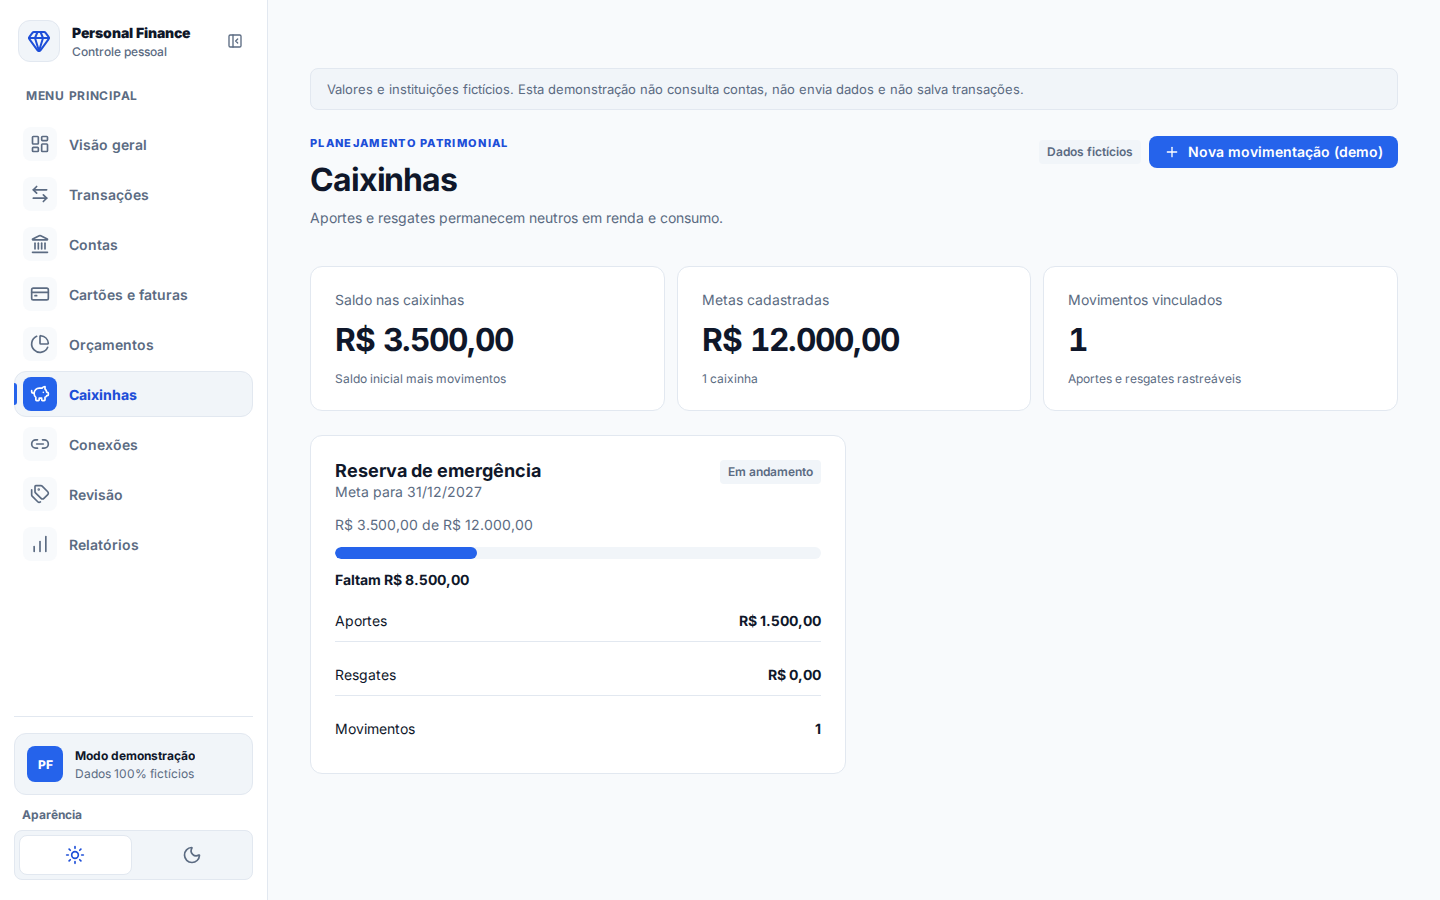 Personal Finance
Controle pessoal
MENU PRINCIPAL
Visão geral
Transações
Contas
Cartões e faturas
Orçamentos
Caixinhas
Conexões
Revisão
Relatórios
PF
Modo demonstração
Dados 100% fictícios
Aparência
Valores e instituições fictícios. Esta demonstração não consulta contas, não envia dados e não salva transações.
PLANEJAMENTO PATRIMONIAL
Caixinhas
Aportes e resgates permanecem neutros em renda e consumo.
Dados fictícios
Nova movimentação (demo)
Saldo nas caixinhas
R$ 3.500,00
Saldo inicial mais movimentos
Metas cadastradas
R$ 12.000,00
1 caixinha
Movimentos vinculados
1
Aportes e resgates rastreáveis
Reserva de emergência
Em andamento
Meta para 31/12/2027
R$ 3.500,00 de R$ 12.000,00
Faltam R$ 8.500,00
Aportes R$ 1.500,00
Resgates R$ 0,00
Movimentos 1